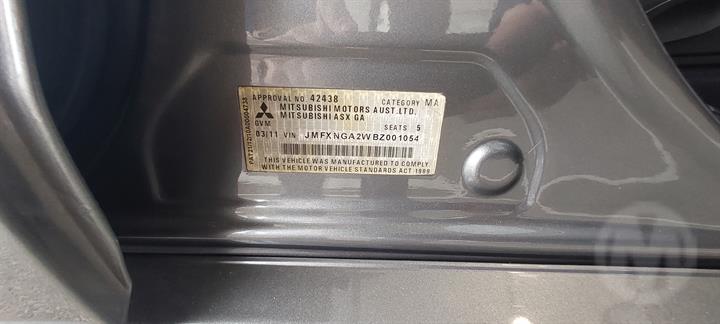 APPROVAL NO. 42438 CATEGORY MA
MITSUBISHI MOTORS AUST.LTD.
MITSUBISHI ASX GA
GVM SEATS 5
03/11 VIN JMFXNGA2WBZ001054
THIS VEHICLE WAS MANUFACTURED TO COMPLY
WITH THE MOTOR VEHICLE STANDARDS ACT 1989
M